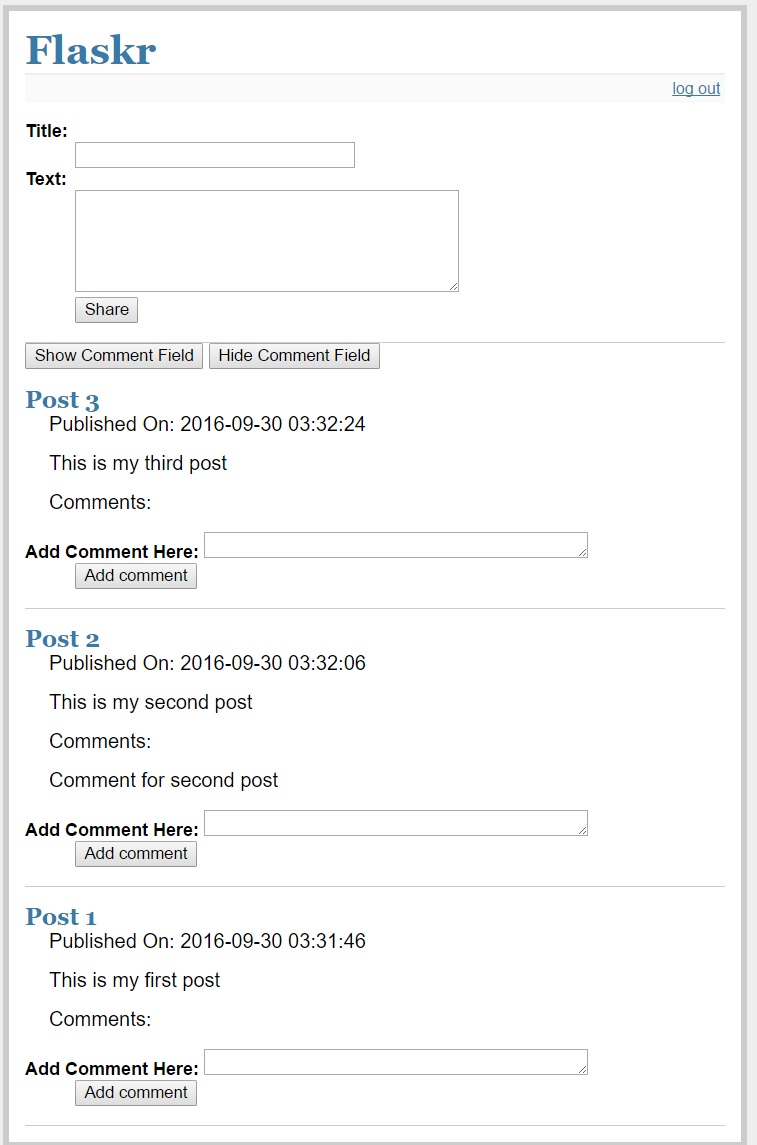 Flaskr
log out
Title:
Text:
Share
Show Comment Field Hide Comment Field
Post 3
Published On: 2016-09-30 03:32:24
This is my third post
Comments:
Add Comment Here:
Add comment
Post 2
Published On: 2016-09-30 03:32:06
This is my second post
Comments:
Comment for second post
Add Comment Here:
Add comment
Post 1
Published On: 2016-09-30 03:31:46
This is my first post
Comments:
Add Comment Here:
Add comment